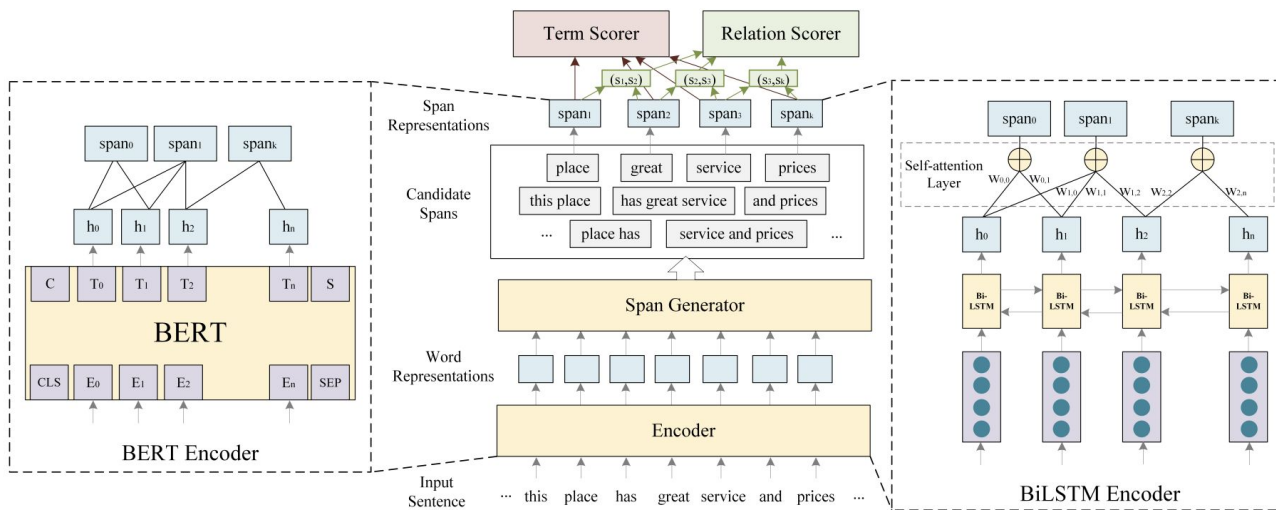 Term Scorer
Relation Scorer
(s1,s2)
(s2,s3)
(s3,sk)
Span
Representations
span1
span2
span3
spank
Candidate
Spans
place
great
service
prices
this place
has great service
and prices
...
place has
service and prices
...
Span Generator
Word
Representations
Encoder
Input
Sentence
... this place has great service and prices ...
span0
span1
spank
h0
h1
h2
hn
C
T0
T1
T2
Tn
S
BERT
CLS
E0
E1
E2
En
SEP
BERT Encoder
span0
span1
spank
Self-attention
Layer
W0,0
W0,1
W1,0
W1,1
W1,2
W2,2
W2,n
h0
h1
h2
hn
Bi-
LSTM
Bi-
LSTM
Bi-
LSTM
Bi-
LSTM
BiLSTM Encoder